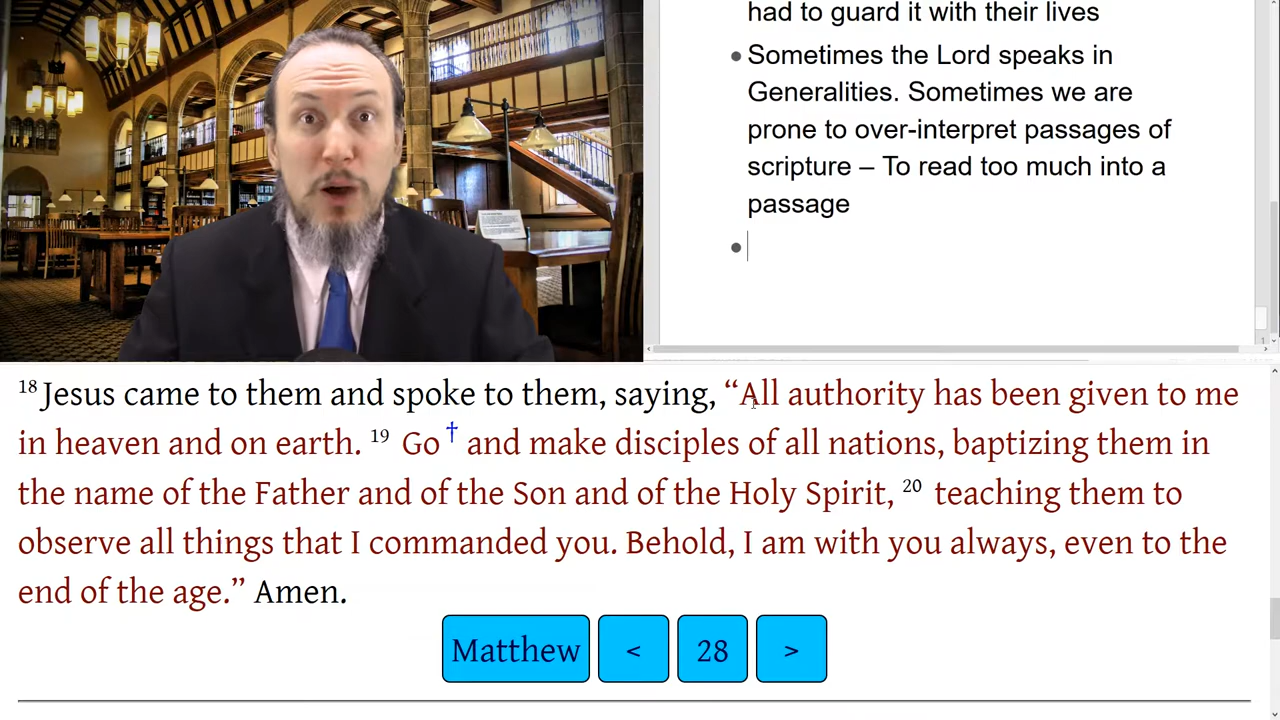 had to guard it with their lives
• Sometimes the Lord speaks in
Generalities. Sometimes we are
prone to over-interpret passages of
scripture – To read too much into a
passage
•
18 Jesus came to them and spoke to them, saying, “All authority has been given to me
in heaven and on earth. 19 Go† and make disciples of all nations, baptizing them in
the name of the Father and of the Son and of the Holy Spirit, 20 teaching them to
observe all things that I commanded you. Behold, I am with you always, even to the
end of the age.” Amen.
Matthew < 28 >